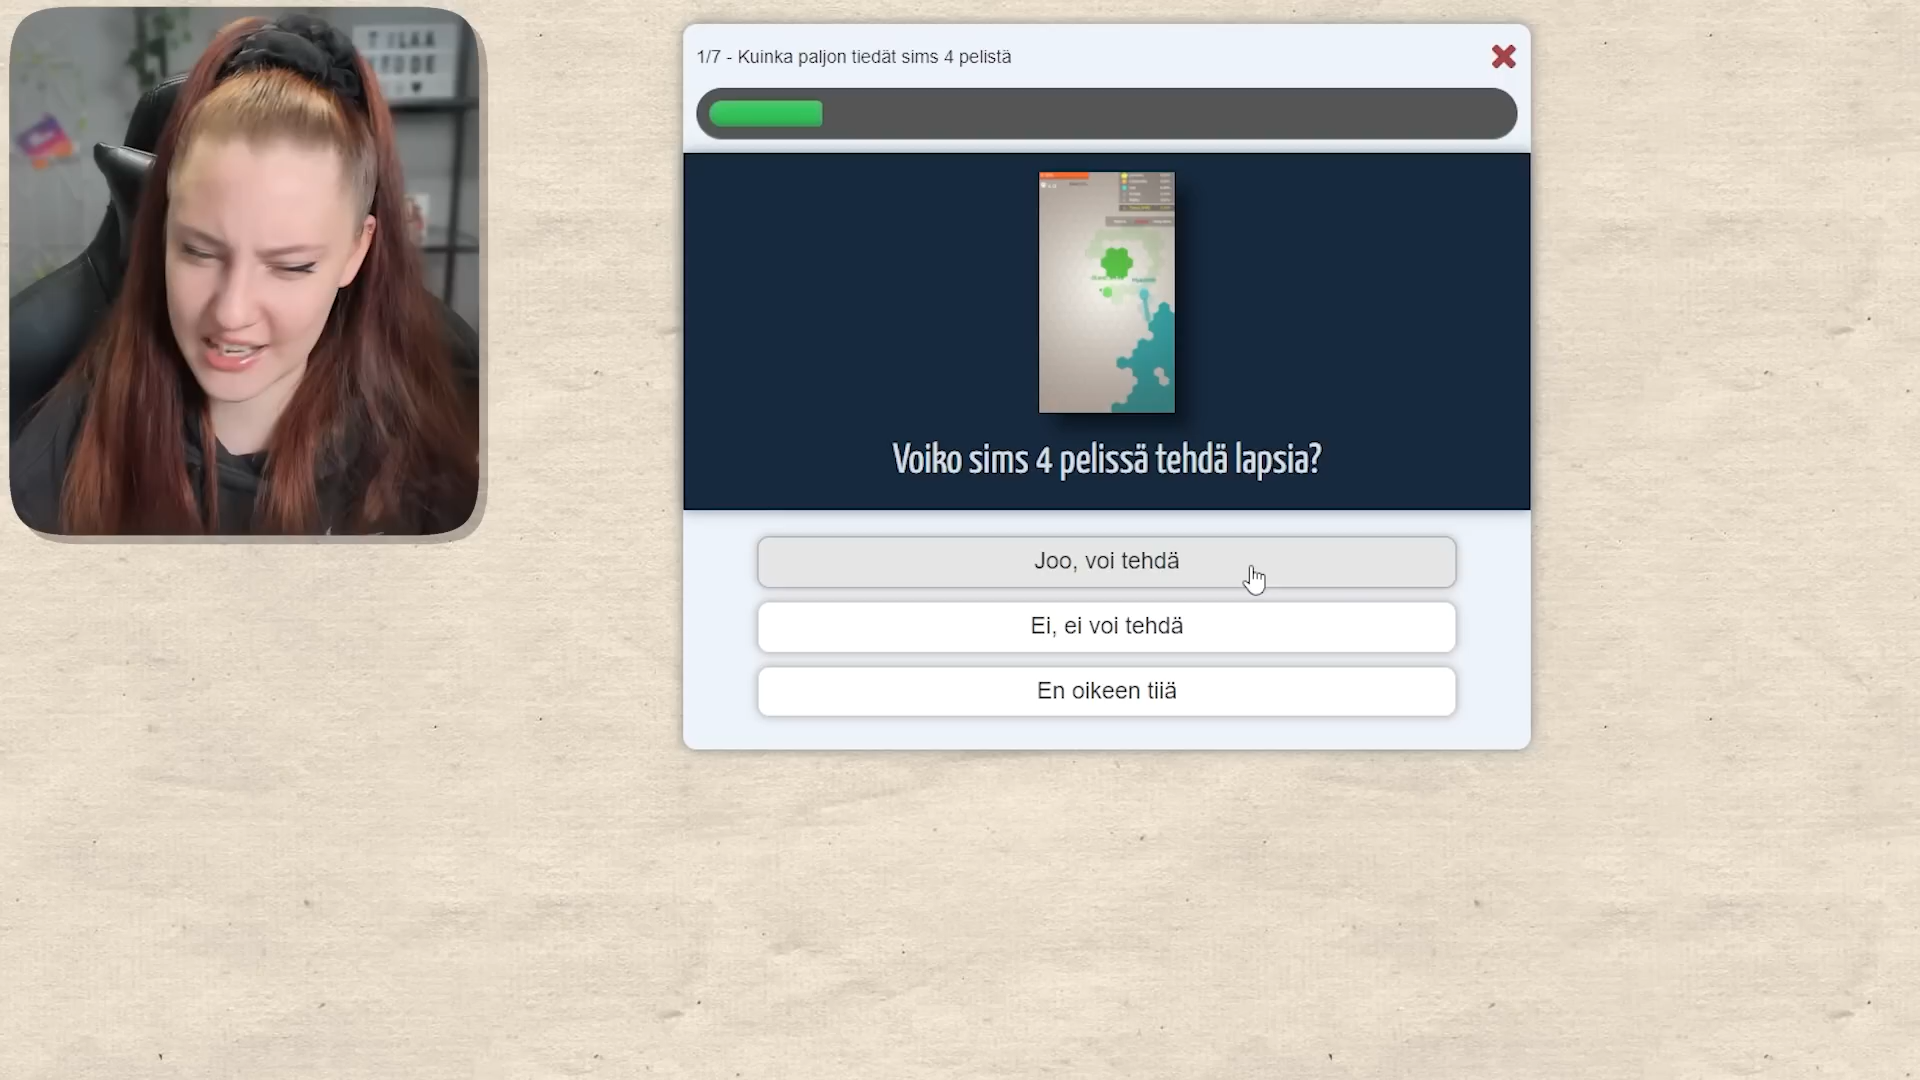 1/7 - Kuinka paljon tiedät sims 4 pelistä
Voiko sims 4 pelissä tehdä lapsia?
Joo, voi tehdä
Ei, ei voi tehdä
En oikeen tiiä